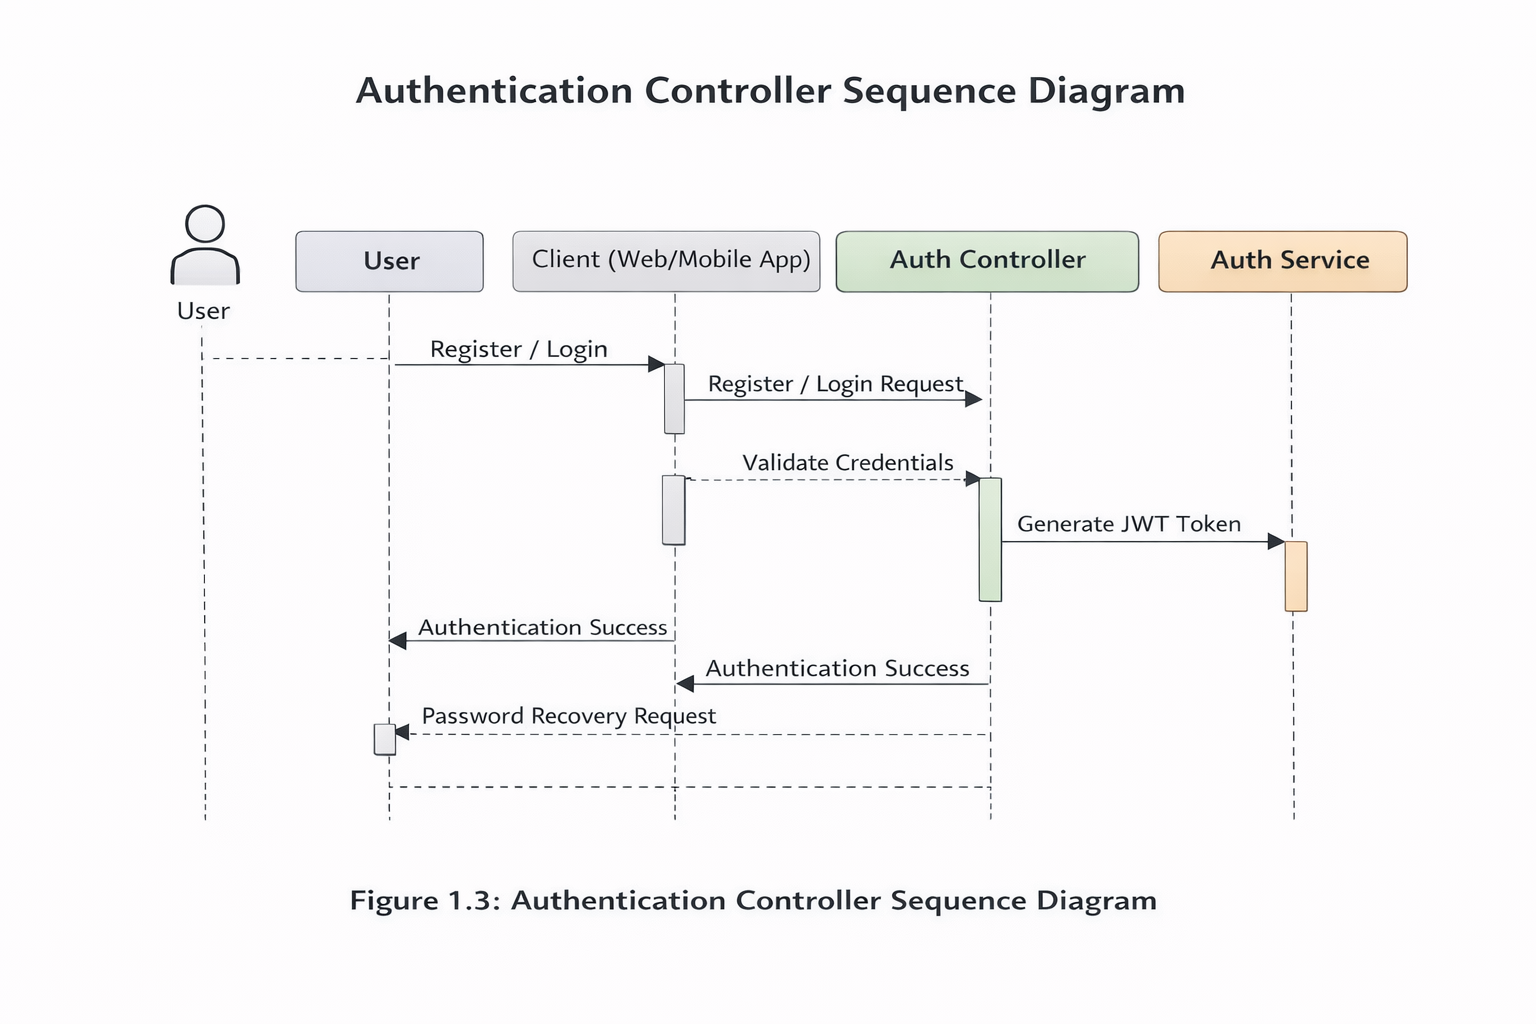 Authentication Controller Sequence Diagram
User
User
Client (Web/Mobile App)
Auth Controller
Auth Service
Register / Login
Register / Login Request
Validate Credentials
Generate JWT Token
Authentication Success
Authentication Success
Password Recovery Request
Figure 1.3: Authentication Controller Sequence Diagram